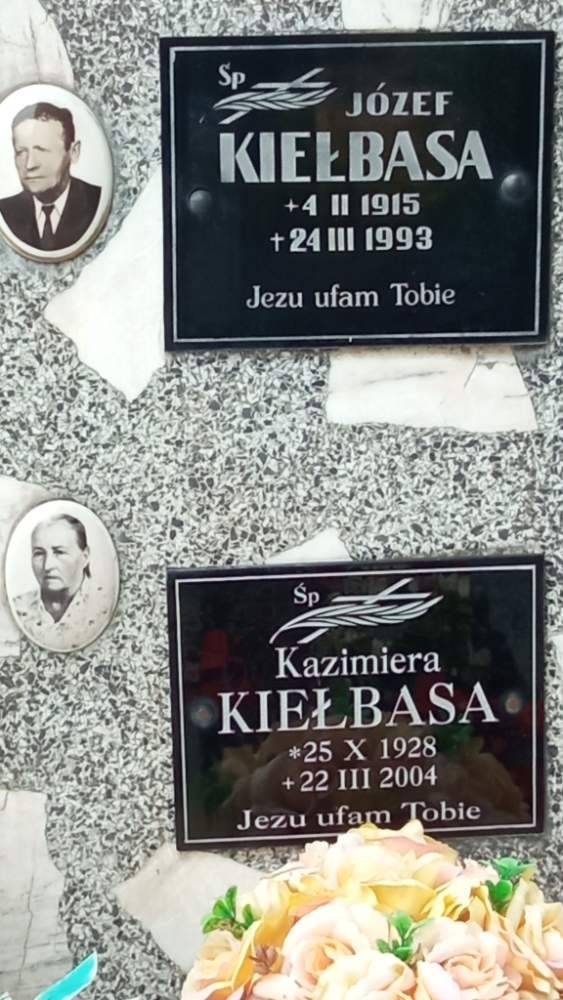 Śp
JÓZEF
KIEŁBASA
+4 II 1915
†24 III 1993
Jezu ufam Tobie
Śp
Kazimiera
KIEŁBASA
*25 X 1928
+22 III 2004
Jezu ufam Tobie